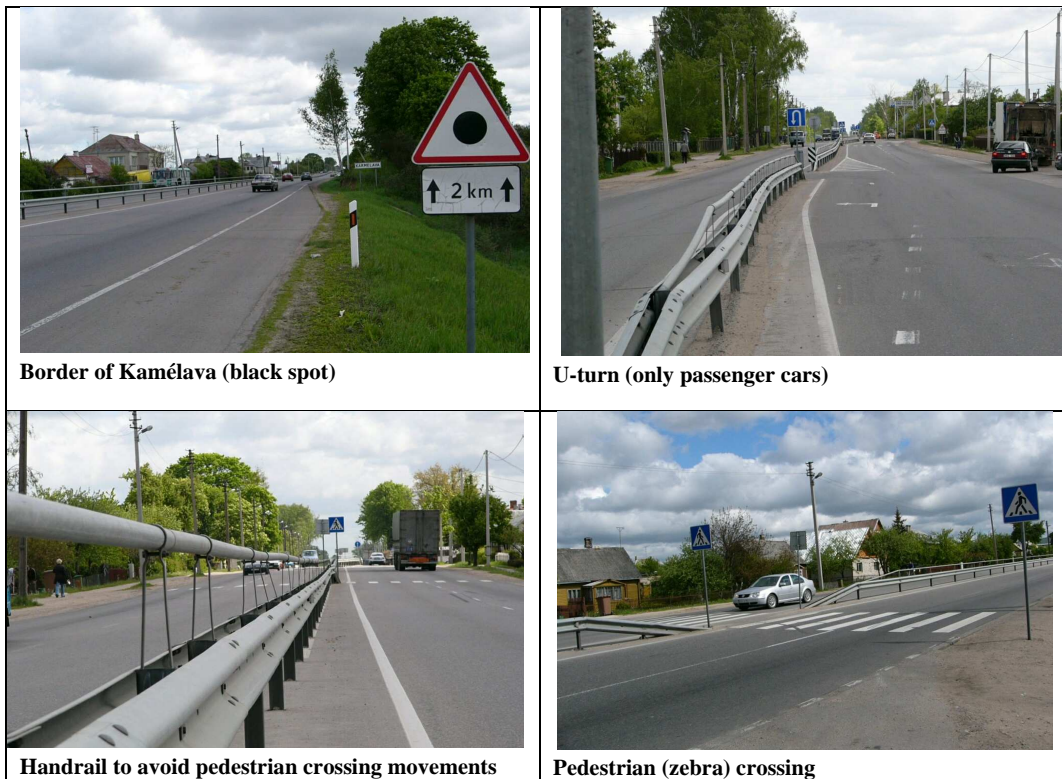 2 km
Border of Kamélava (black spot)
U-turn (only passenger cars)
Handrail to avoid pedestrian crossing movements
Pedestrian (zebra) crossing